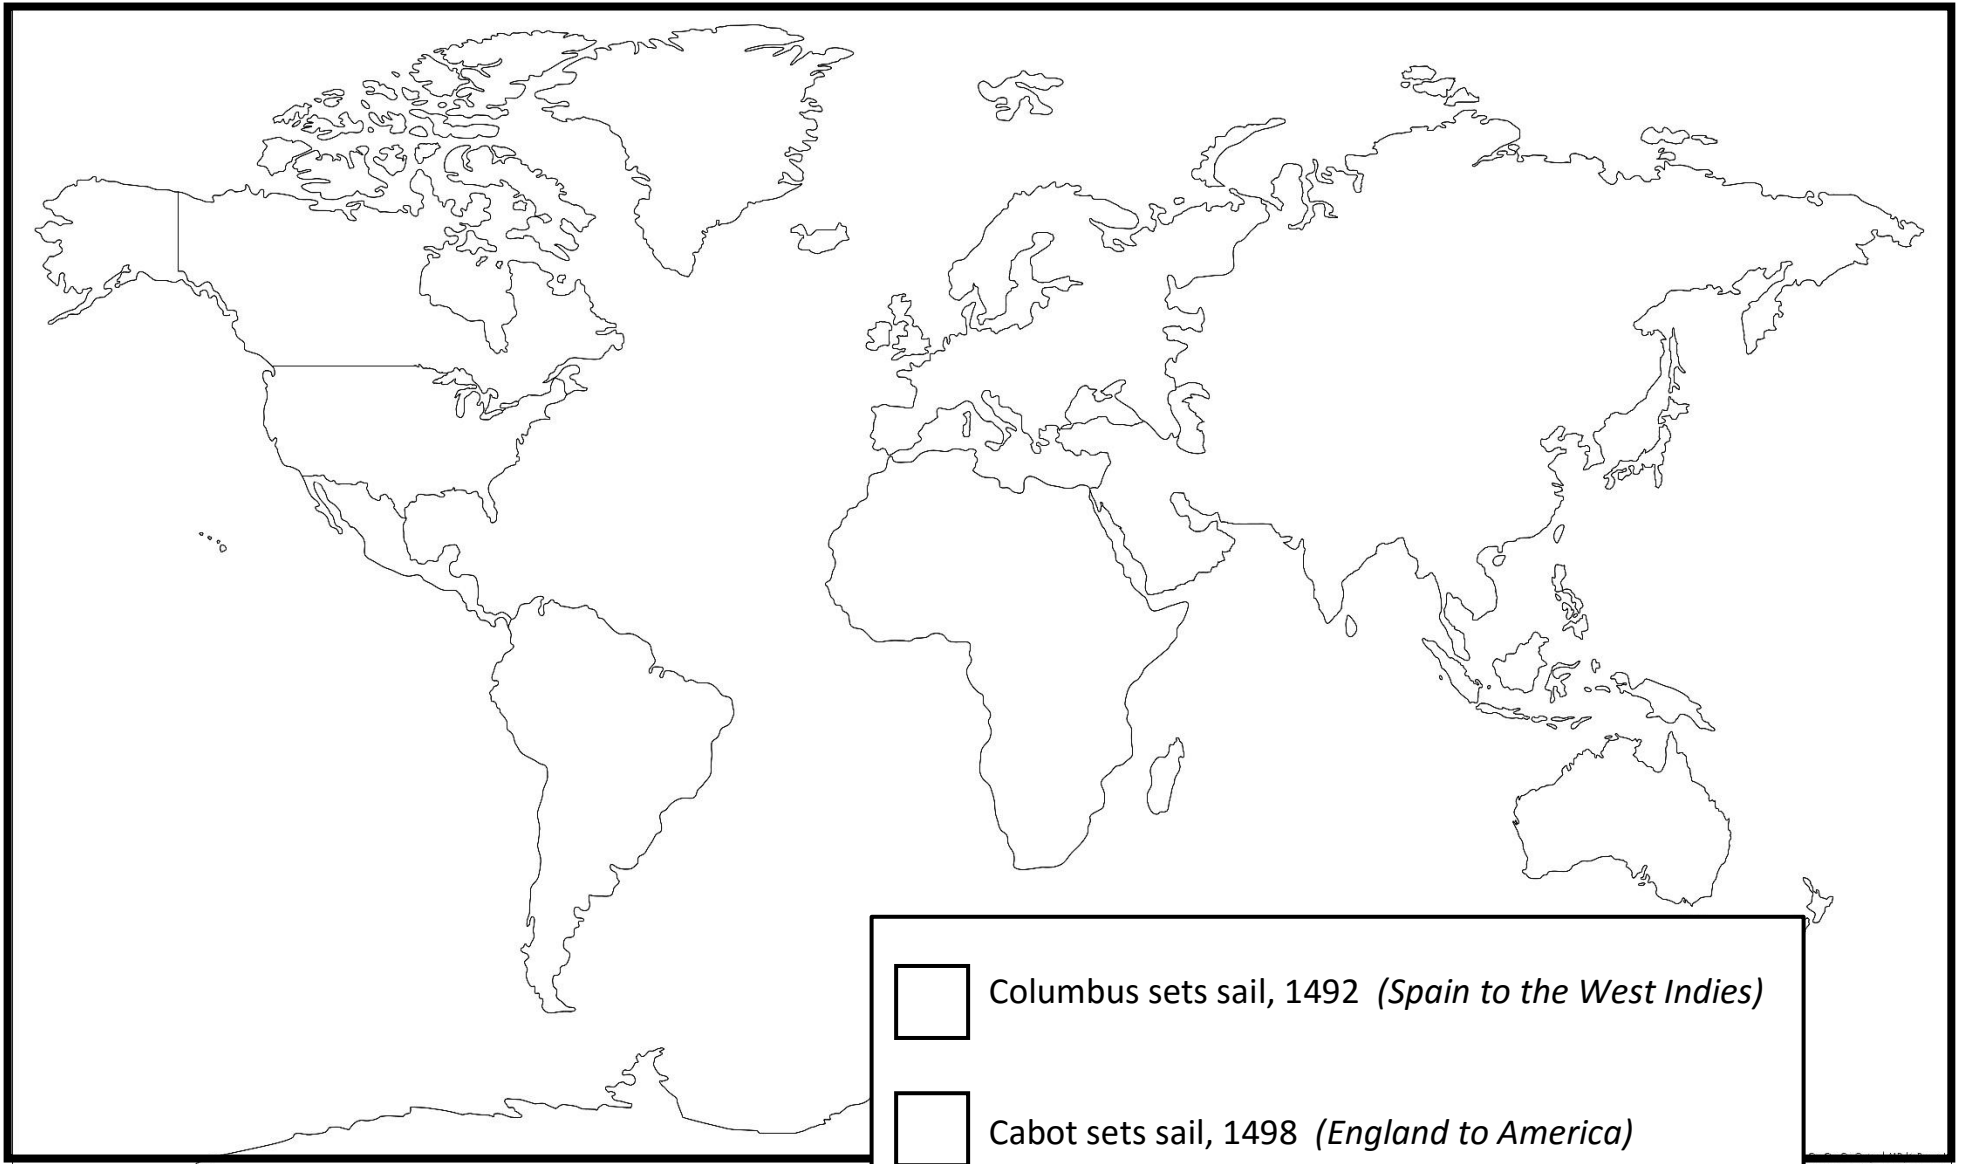 Columbus sets sail, 1492 (Spain to the West Indies)
Cabot sets sail, 1498 (England to America)